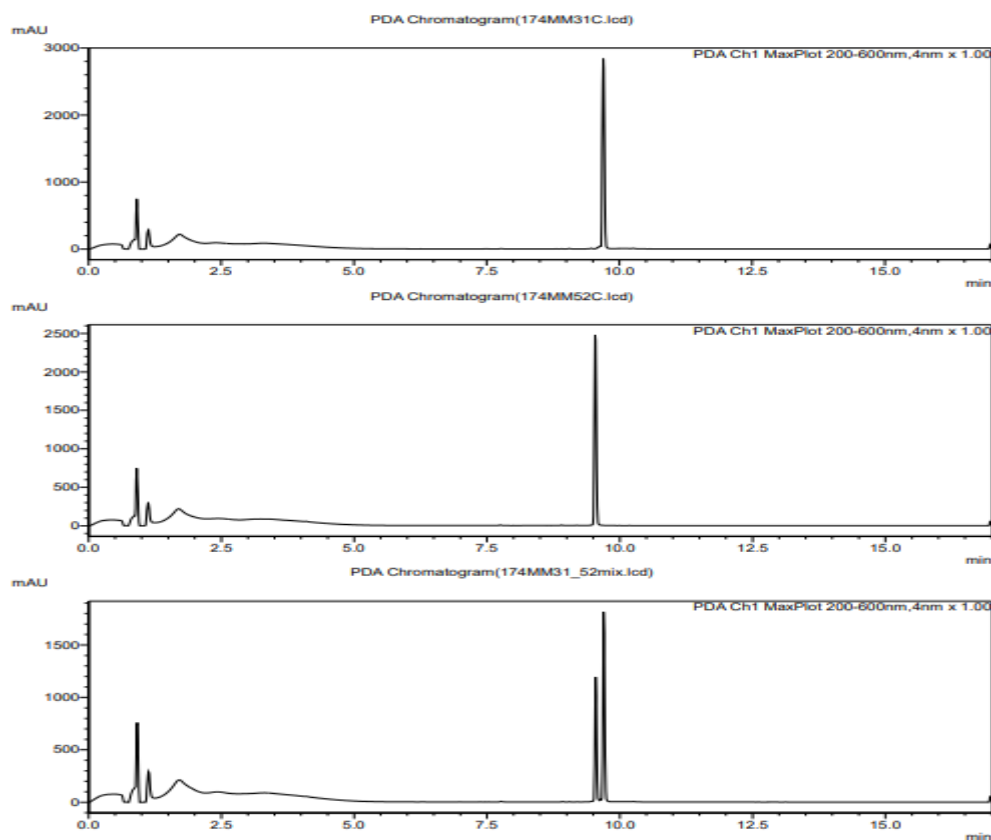 PDA Chromatogram(174MM31C.lcd)
mAU
PDA Ch1 MaxPlot 200-600nm,4nm x 1.00
3000
2000
1000
0
0.0 2.5 5.0 7.5 10.0 12.5 15.0
min
PDA Chromatogram(174MM52C.lcd)
mAU
PDA Ch1 MaxPlot 200-600nm,4nm x 1.00
2500
2000
1500
1000
500
0
0.0 2.5 5.0 7.5 10.0 12.5 15.0
min
PDA Chromatogram(174MM31_52mix.lcd)
mAU
PDA Ch1 MaxPlot 200-600nm,4nm x 1.00
1500
1000
500
0
0.0 2.5 5.0 7.5 10.0 12.5 15.0
min